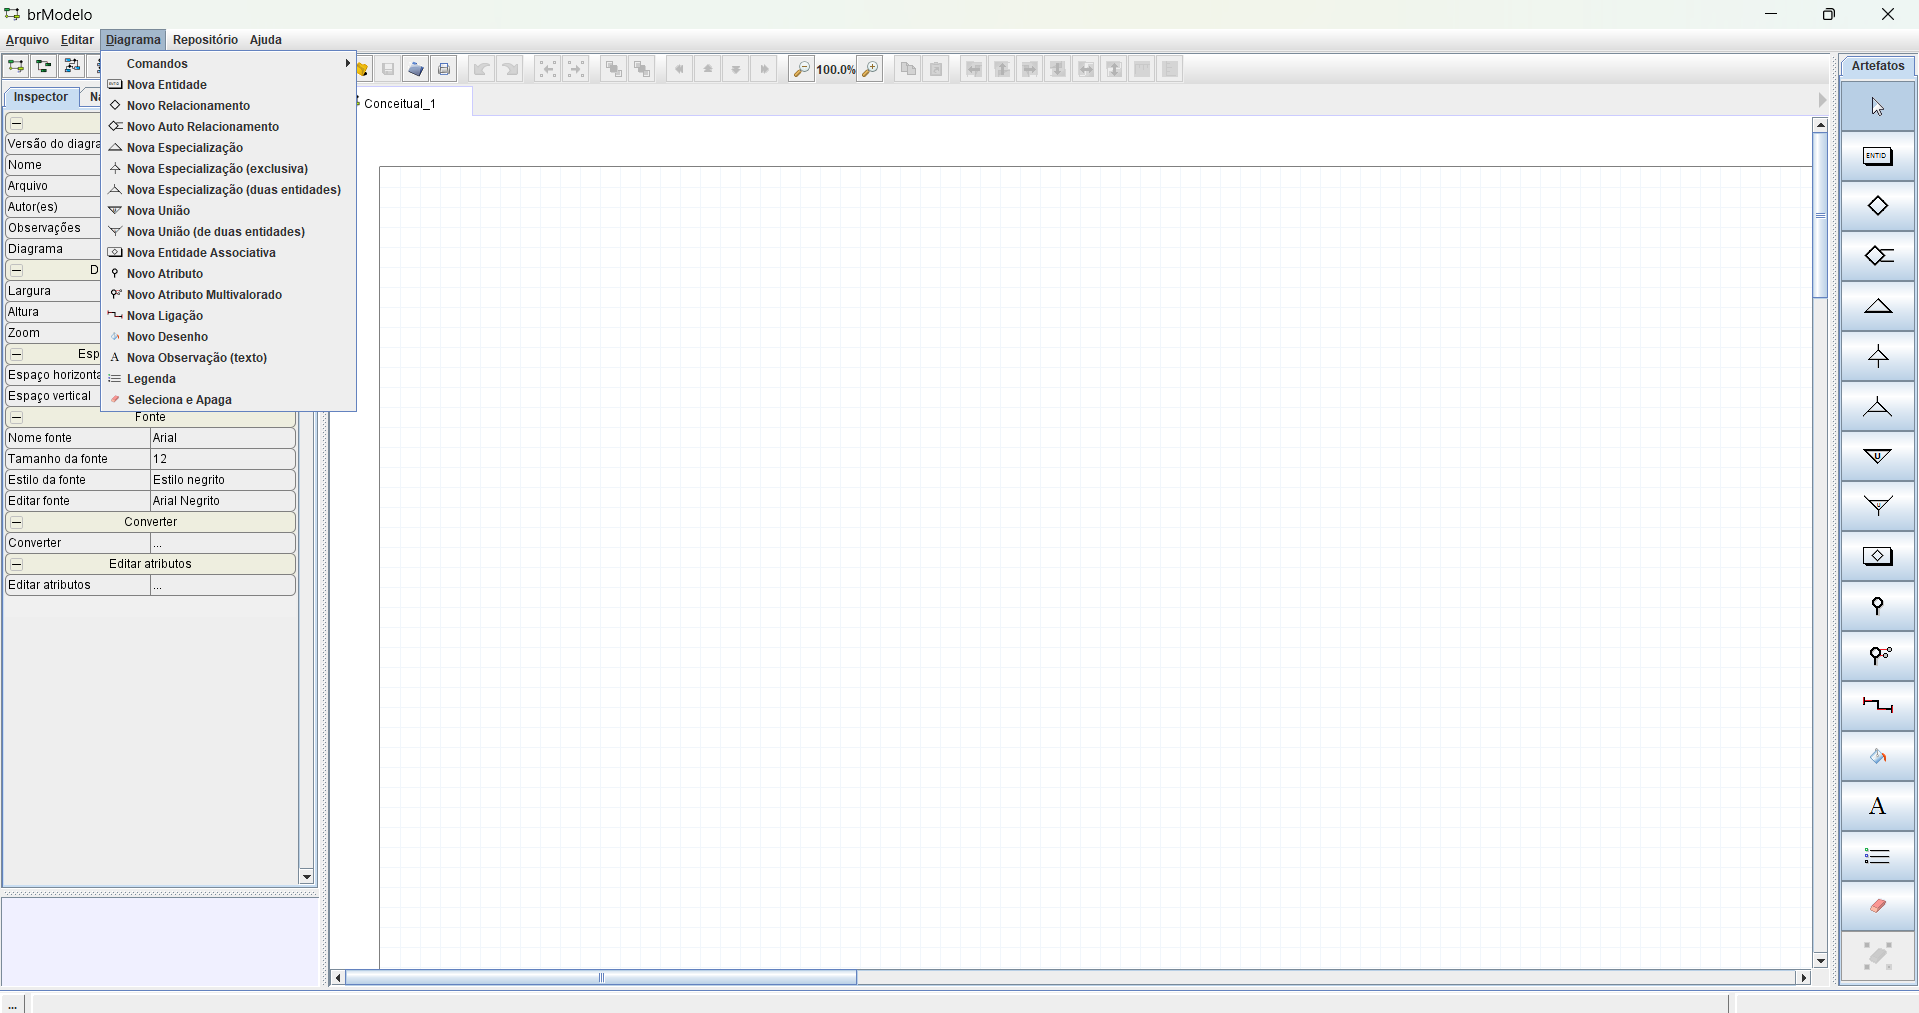 brModelo
Arquivo Editar Diagrama Repositório Ajuda
Comandos
Nova Entidade
Novo Relacionamento
Novo Auto Relacionamento
Nova Especialização
Nova Especialização (exclusiva)
Nova Especialização (duas entidades)
Nova União
Nova União (de duas entidades)
Nova Entidade Associativa
Novo Atributo
Novo Atributo Multivalorado
Nova Ligação
Novo Desenho
Nova Observação (texto)
Legenda
Seleciona e Apaga
100.0%
Inspector Na
Conceitual_1
Versão do diagra
Nome
Arquivo
Autor(es)
Observações
Diagrama
D
Largura
Altura
Zoom
Esp
Espaço horizonta
Espaço vertical
Fonte
Nome fonte Arial
Tamanho da fonte 12
Estilo da fonte Estilo negrito
Editar fonte Arial Negrito
Converter
Converter ...
Editar atributos
Editar atributos ...
Artefatos
ENTID
U
U
A
...